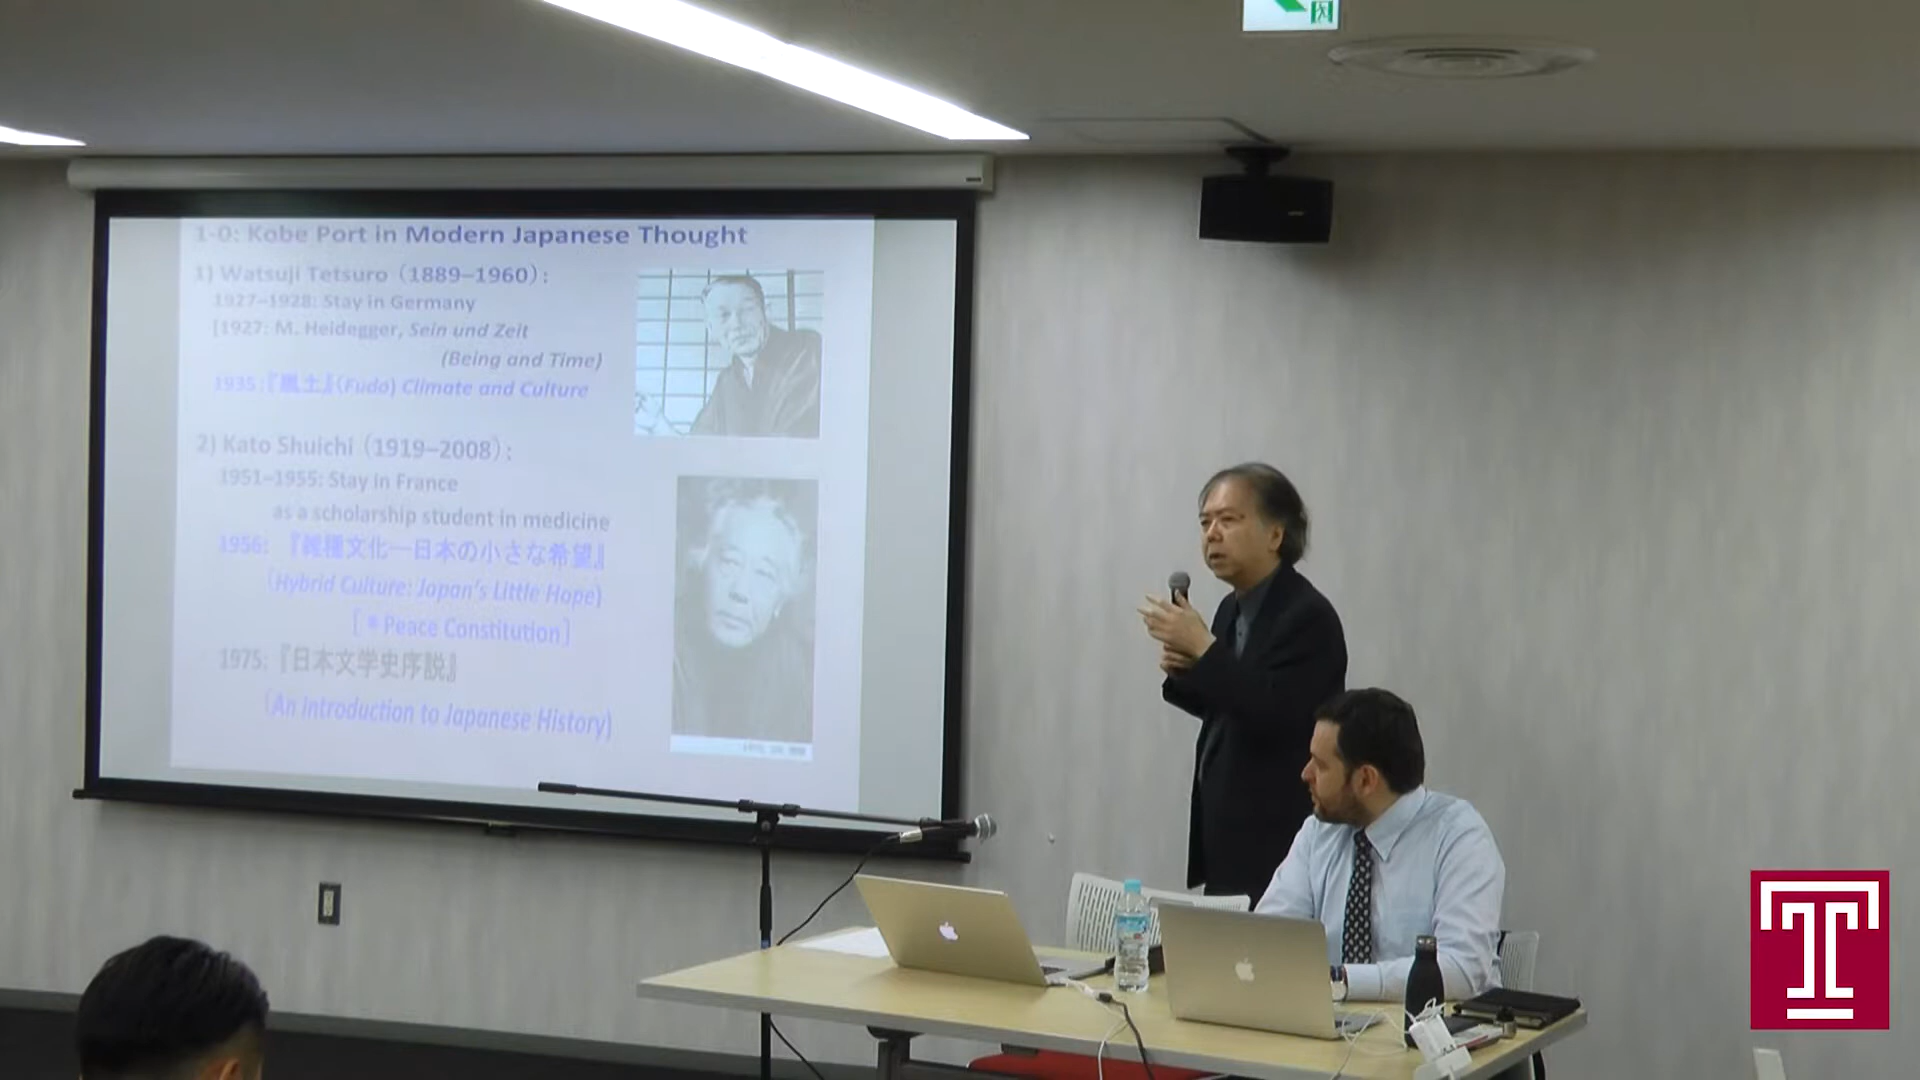 1-0: Kobe Port in Modern Japanese Thought
1) Watsuji Tetsuro (1889–1960):
1927–1928: Stay in Germany
[1927: M. Heidegger, Sein und Zeit
(Being and Time)
1935:『風土』(Fudo) Climate and Culture
2) Kato Shuichi (1919–2008):
1951–1955: Stay in France
as a scholarship student in medicine
1956: 『雑種文化―日本の小さな希望』
(Hybrid Culture: Japan's Little Hope)
[*Peace Constitution]
1975:『日本文学史序説』
(An Introduction to Japanese History)
T